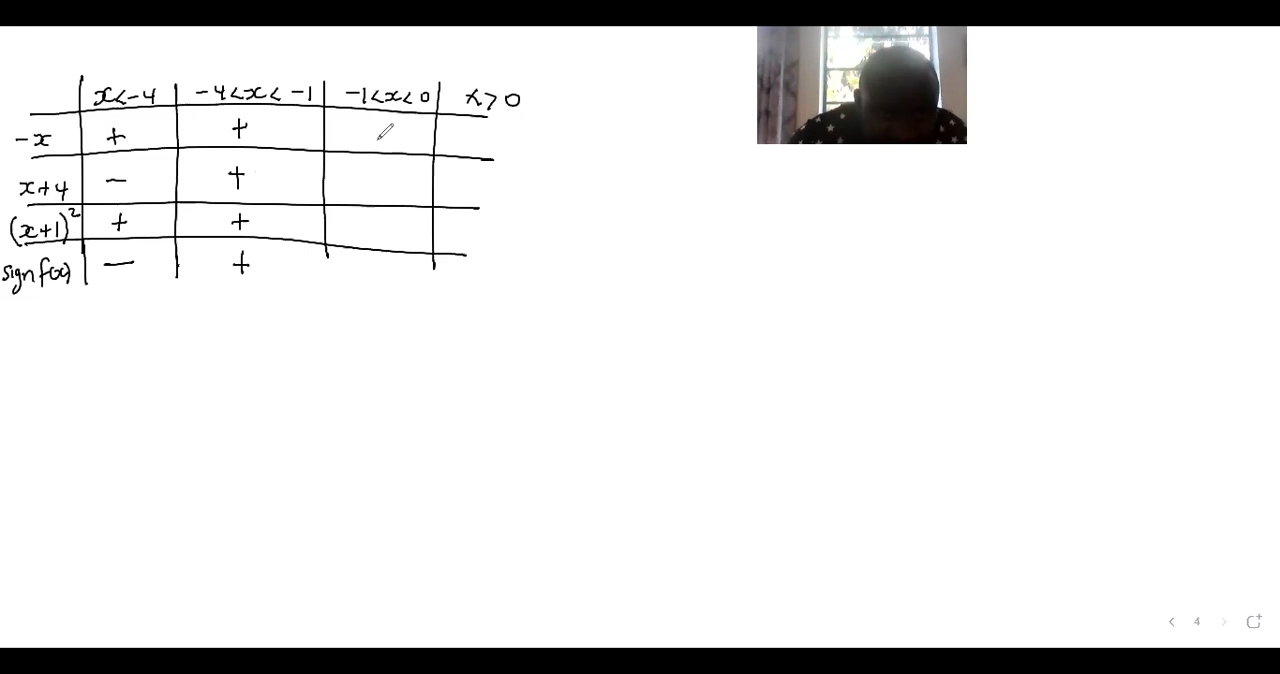 x<-4 -4<x<-1 -1<x<0 x>0
-x + +
x+4 - +
(x+1)² + +
sign f(x) - +
4